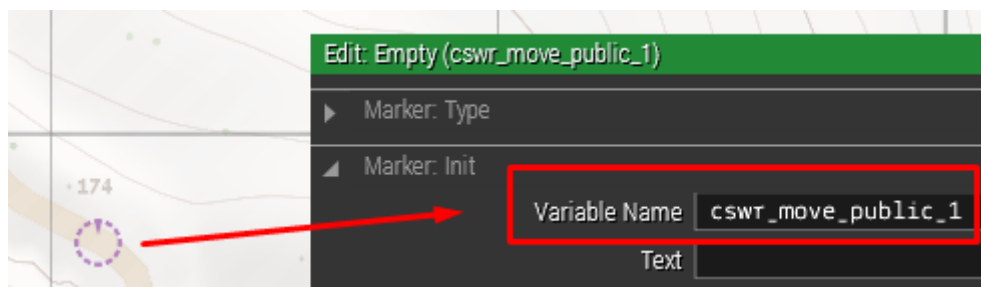 Edit: Empty (cswr_move_public_1)
Marker: Type
Marker: Init
174
Variable Name cswr_move_public_1
Text